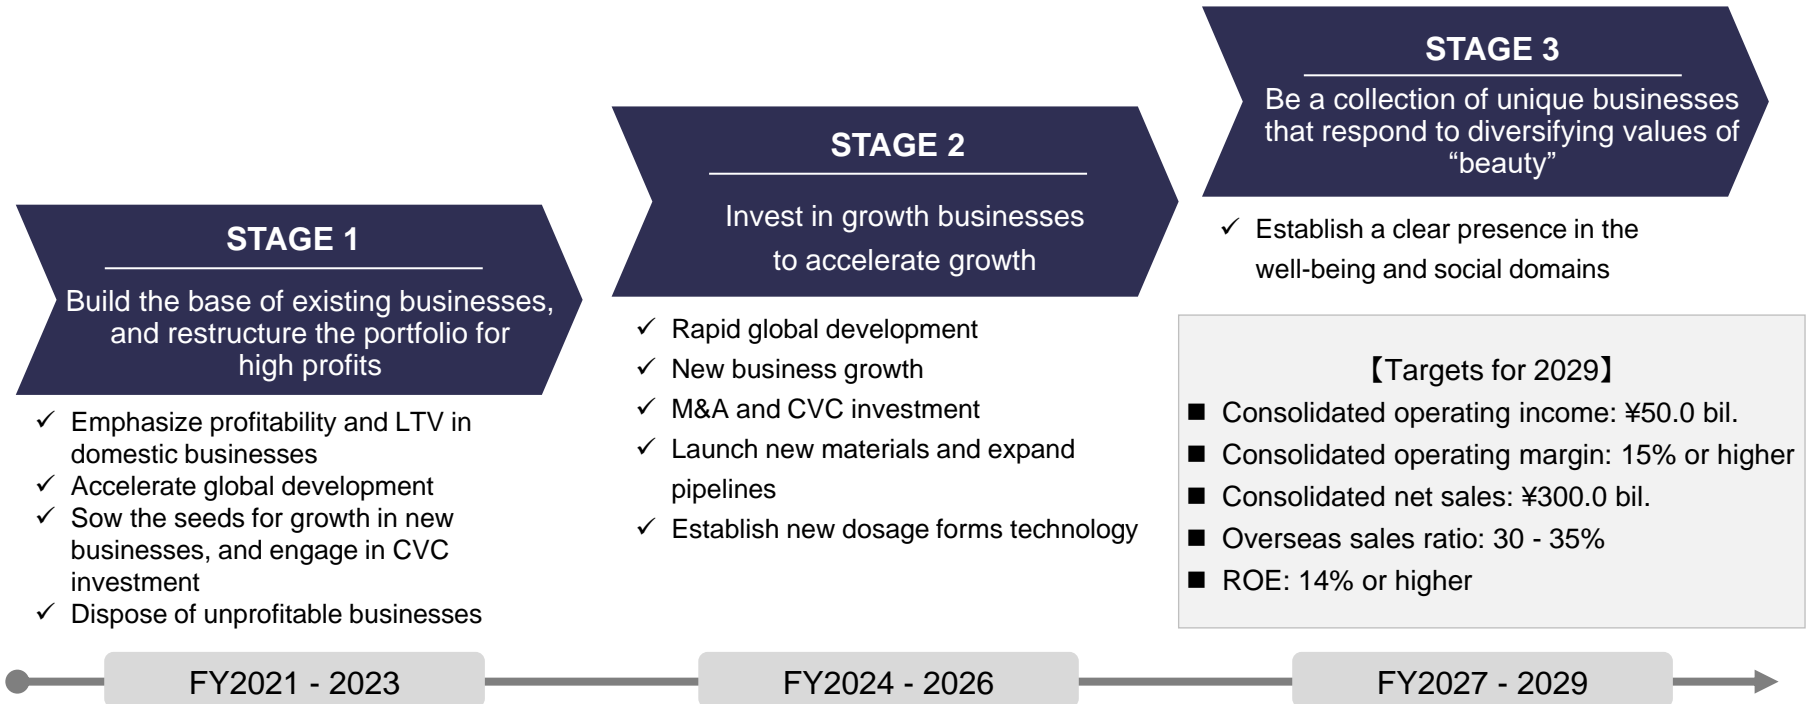 STAGE 1
Build the base of existing businesses,
and restructure the portfolio for
high profits
✓ Emphasize profitability and LTV in
domestic businesses
✓ Accelerate global development
✓ Sow the seeds for growth in new
businesses, and engage in CVC
investment
✓ Dispose of unprofitable businesses
FY2021 - 2023
STAGE 2
Invest in growth businesses
to accelerate growth
✓ Rapid global development
✓ New business growth
✓ M&A and CVC investment
✓ Launch new materials and expand
pipelines
✓ Establish new dosage forms technology
FY2024 - 2026
STAGE 3
Be a collection of unique businesses
that respond to diversifying values of
“beauty”
✓ Establish a clear presence in the
well-being and social domains
【Targets for 2029】
■ Consolidated operating income: ¥50.0 bil.
■ Consolidated operating margin: 15% or higher
■ Consolidated net sales: ¥300.0 bil.
■ Overseas sales ratio: 30 - 35%
■ ROE: 14% or higher
FY2027 - 2029